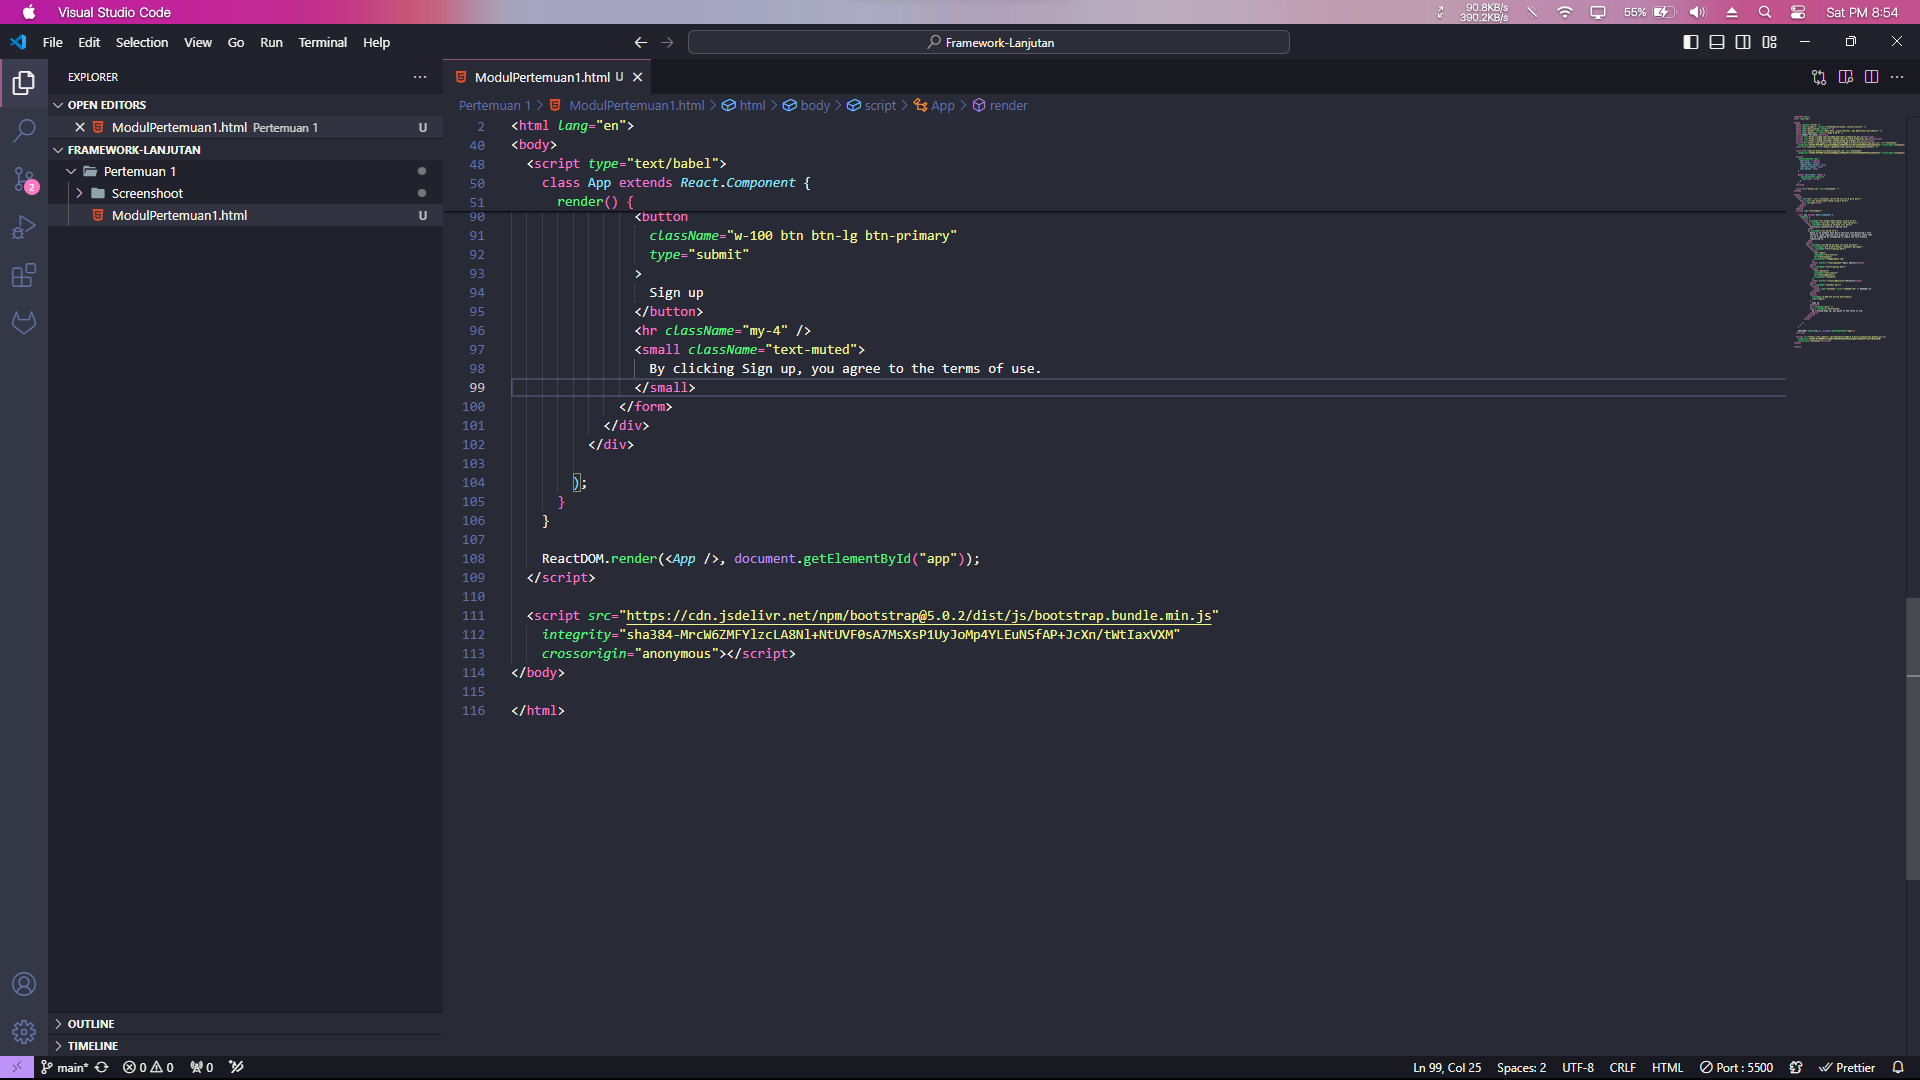 Visual Studio Code
90.8KB/s
390.2KB/s
55%
Sat PM 8:54
File Edit Selection View Go Run Terminal Help
Framework-Lanjutan
EXPLORER
OPEN EDITORS
ModulPertemuan1.html Pertemuan 1 U
FRAMEWORK-LANJUTAN
Pertemuan 1
Screenshoot
ModulPertemuan1.html U
2
OUTLINE
TIMELINE
ModulPertemuan1.html U
Pertemuan 1 > ModulPertemuan1.html > html > body > script > App > render
2 <html lang="en">
40 <body>
48 <script type="text/babel">
50 class App extends React.Component {
51 render() {
90 <button
91 className="w-100 btn btn-lg btn-primary"
92 type="submit"
93 >
94 Sign up
95 </button>
96 <hr className="my-4" />
97 <small className="text-muted">
98 By clicking Sign up, you agree to the terms of use.
99 </small>
100 </form>
101 </div>
102 </div>
103
104 );
105 }
106 }
107
108 ReactDOM.render(<App />, document.getElementById("app"));
109 </script>
110
111 <script src="https://cdn.jsdelivr.net/npm/bootstrap@5.0.2/dist/js/bootstrap.bundle.min.js"
112 integrity="sha384-MrcW6ZMFYlzcLA8Nl+NtUVF0sA7MsXsP1UyJoMp4YLEuNSfAP+JcXn/tWtIaxVXM"
113 crossorigin="anonymous"></script>
114 </body>
115
116 </html>
main* 0 0 0
Ln 99, Col 25 Spaces: 2 UTF-8 CRLF HTML Port : 5500 Prettier